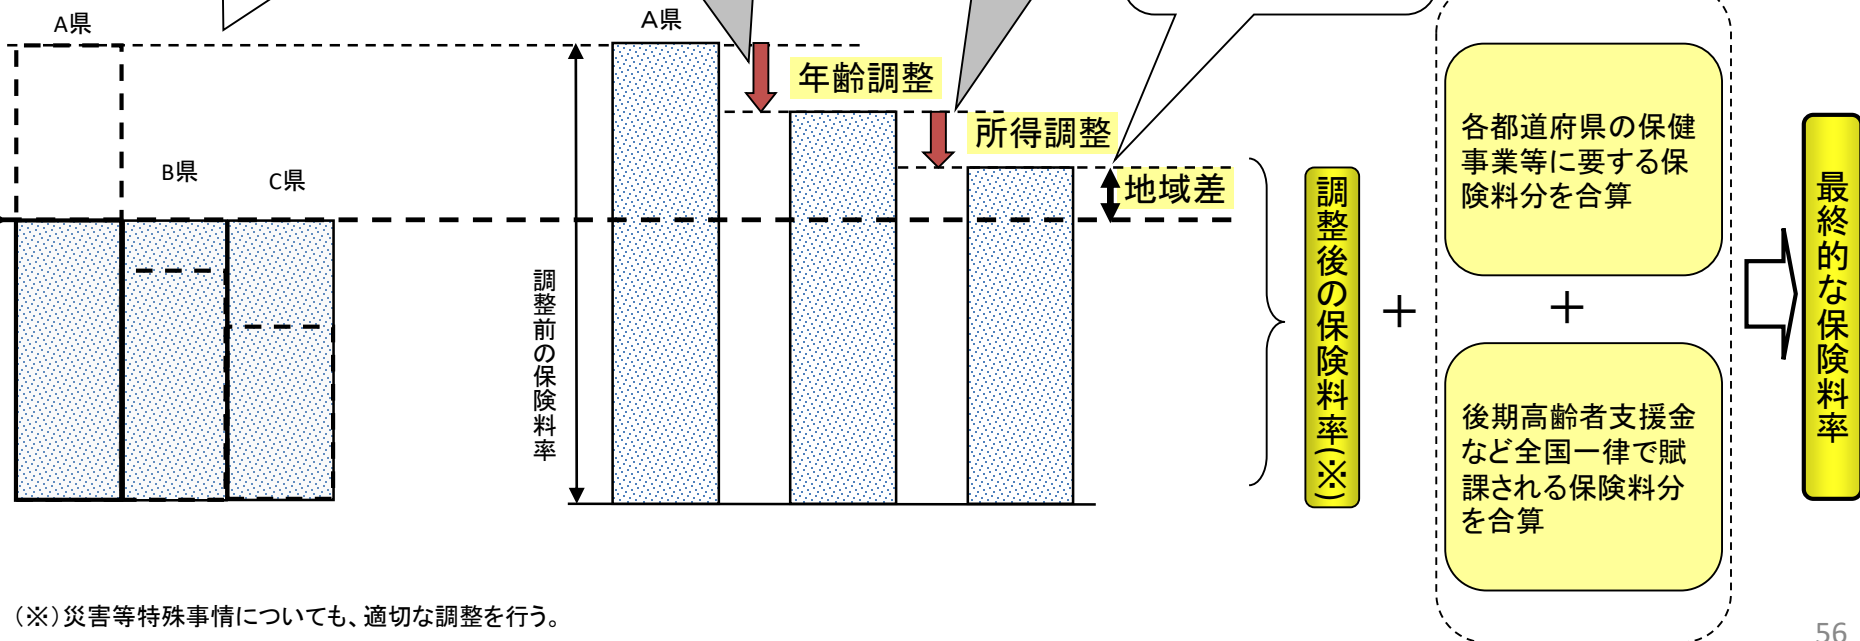 A県
B県
C県
A県
調整前の保険料率
年齢調整
所得調整
地域差
調整後の保険料率(※)
＋
各都道府県の保健
事業等に要する保
険料分を合算
＋
後期高齢者支援金
など全国一律で賦
課される保険料分
を合算
最終的な保険料率
(※)災害等特殊事情についても、適切な調整を行う。
56